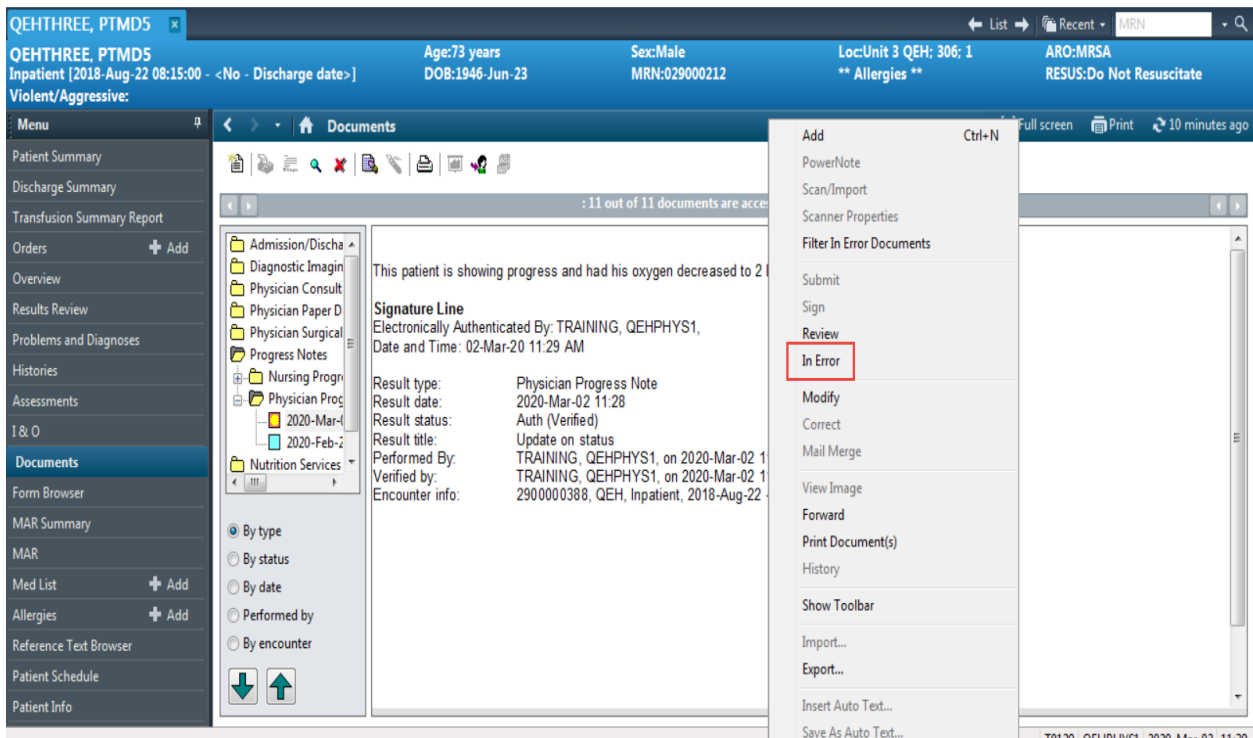 QEHTHREE, PTMD5
List
Recent
MRN
QEHTHREE, PTMD5
Age:73 years
Sex:Male
Loc:Unit 3 QEH; 306; 1
ARO:MRSA
Inpatient [2018-Aug-22 08:15:00 - <No - Discharge date>]
DOB:1946-Jun-23
MRN:029000212
** Allergies **
RESUS:Do Not Resuscitate
Violent/Aggressive:
Menu
Documents
Full screen
Print
10 minutes ago
Patient Summary
Discharge Summary
Transfusion Summary Report
Orders
Add
Overview
Results Review
Problems and Diagnoses
Histories
Assessments
I & O
Documents
Form Browser
MAR Summary
MAR
Med List
Add
Allergies
Add
Reference Text Browser
Patient Schedule
Patient Info
: 11 out of 11 documents are acce
Admission/Discha
Diagnostic Imagin
Physician Consult
Physician Paper D
Physician Surgical
Progress Notes
Nursing Progr
Physician Prog
2020-Mar-
2020-Feb-2
Nutrition Services
By type
By status
By date
Performed by
By encounter
This patient is showing progress and had his oxygen decreased to 2
Signature Line
Electronically Authenticated By: TRAINING, QEHPHYS1,
Date and Time: 02-Mar-20 11:29 AM
Result type: Physician Progress Note
Result date: 2020-Mar-02 11:28
Result status: Auth (Verified)
Result title: Update on status
Performed By: TRAINING, QEHPHYS1, on 2020-Mar-02 1
Verified by: TRAINING, QEHPHYS1, on 2020-Mar-02 1
Encounter info: 2900000388, QEH, Inpatient, 2018-Aug-22 -
Add Ctrl+N
PowerNote
Scan/Import
Scanner Properties
Filter In Error Documents
Submit
Sign
Review
In Error
Modify
Correct
Mail Merge
View Image
Forward
Print Document(s)
History
Show Toolbar
Import...
Export...
Insert Auto Text...
Save As Auto Text...